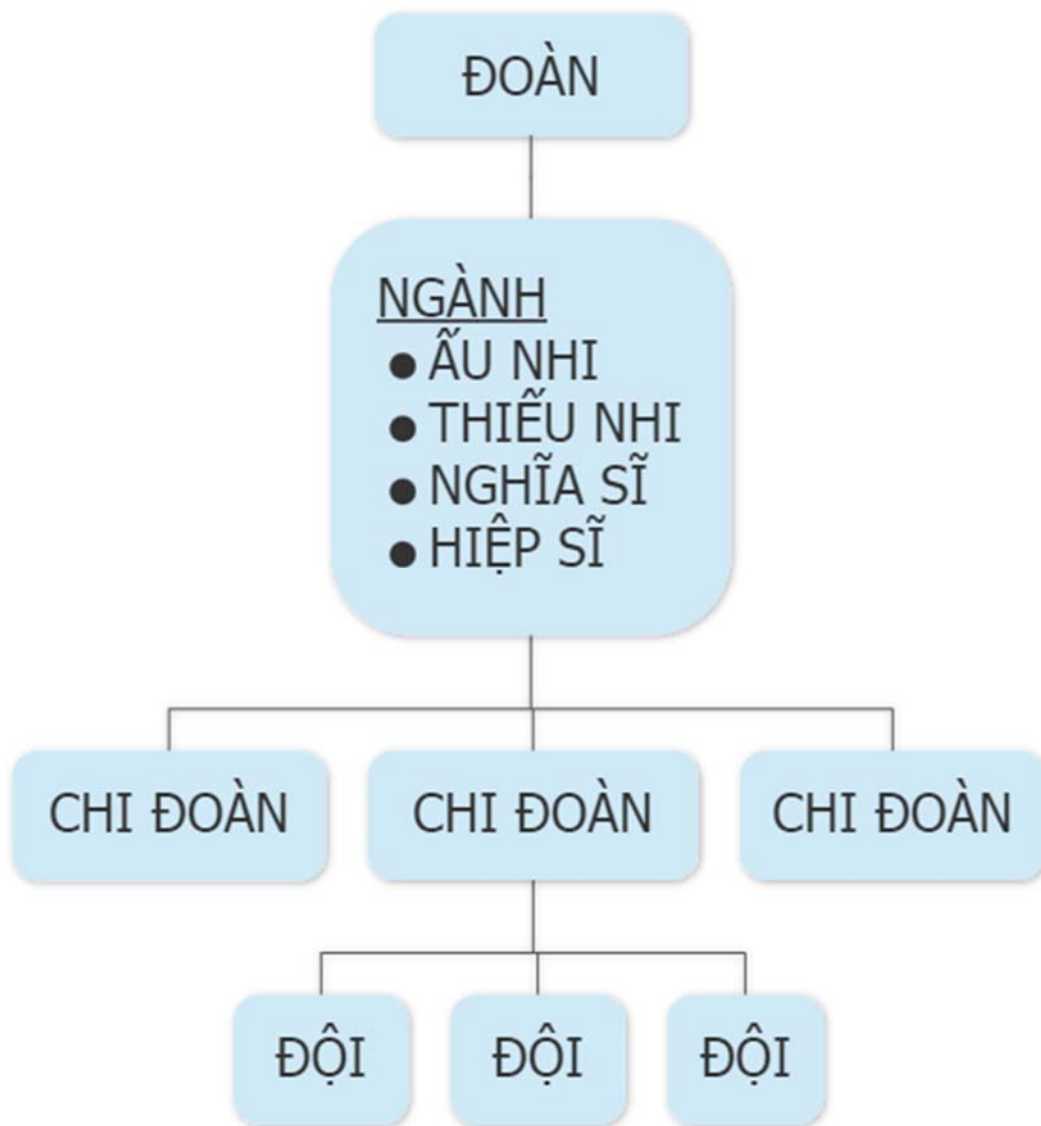 ĐOÀN
NGÀNH
● ẤU NHI
● THIẾU NHI
● NGHĨA SĨ
● HIỆP SĨ
CHI ĐOÀN
CHI ĐOÀN
CHI ĐOÀN
ĐỘI
ĐỘI
ĐỘI